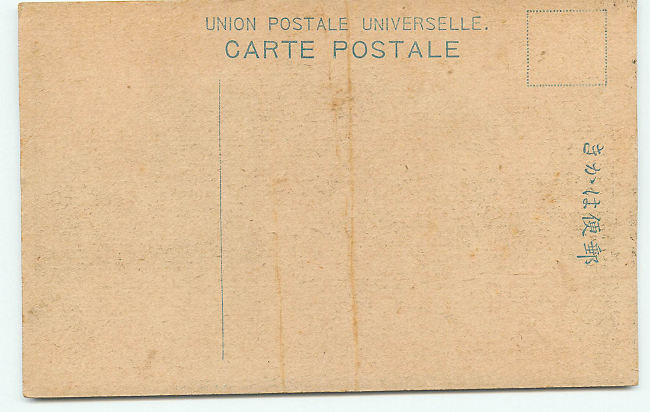 UNION POSTALE UNIVERSELLE.
CARTE POSTALE
きがは便郵